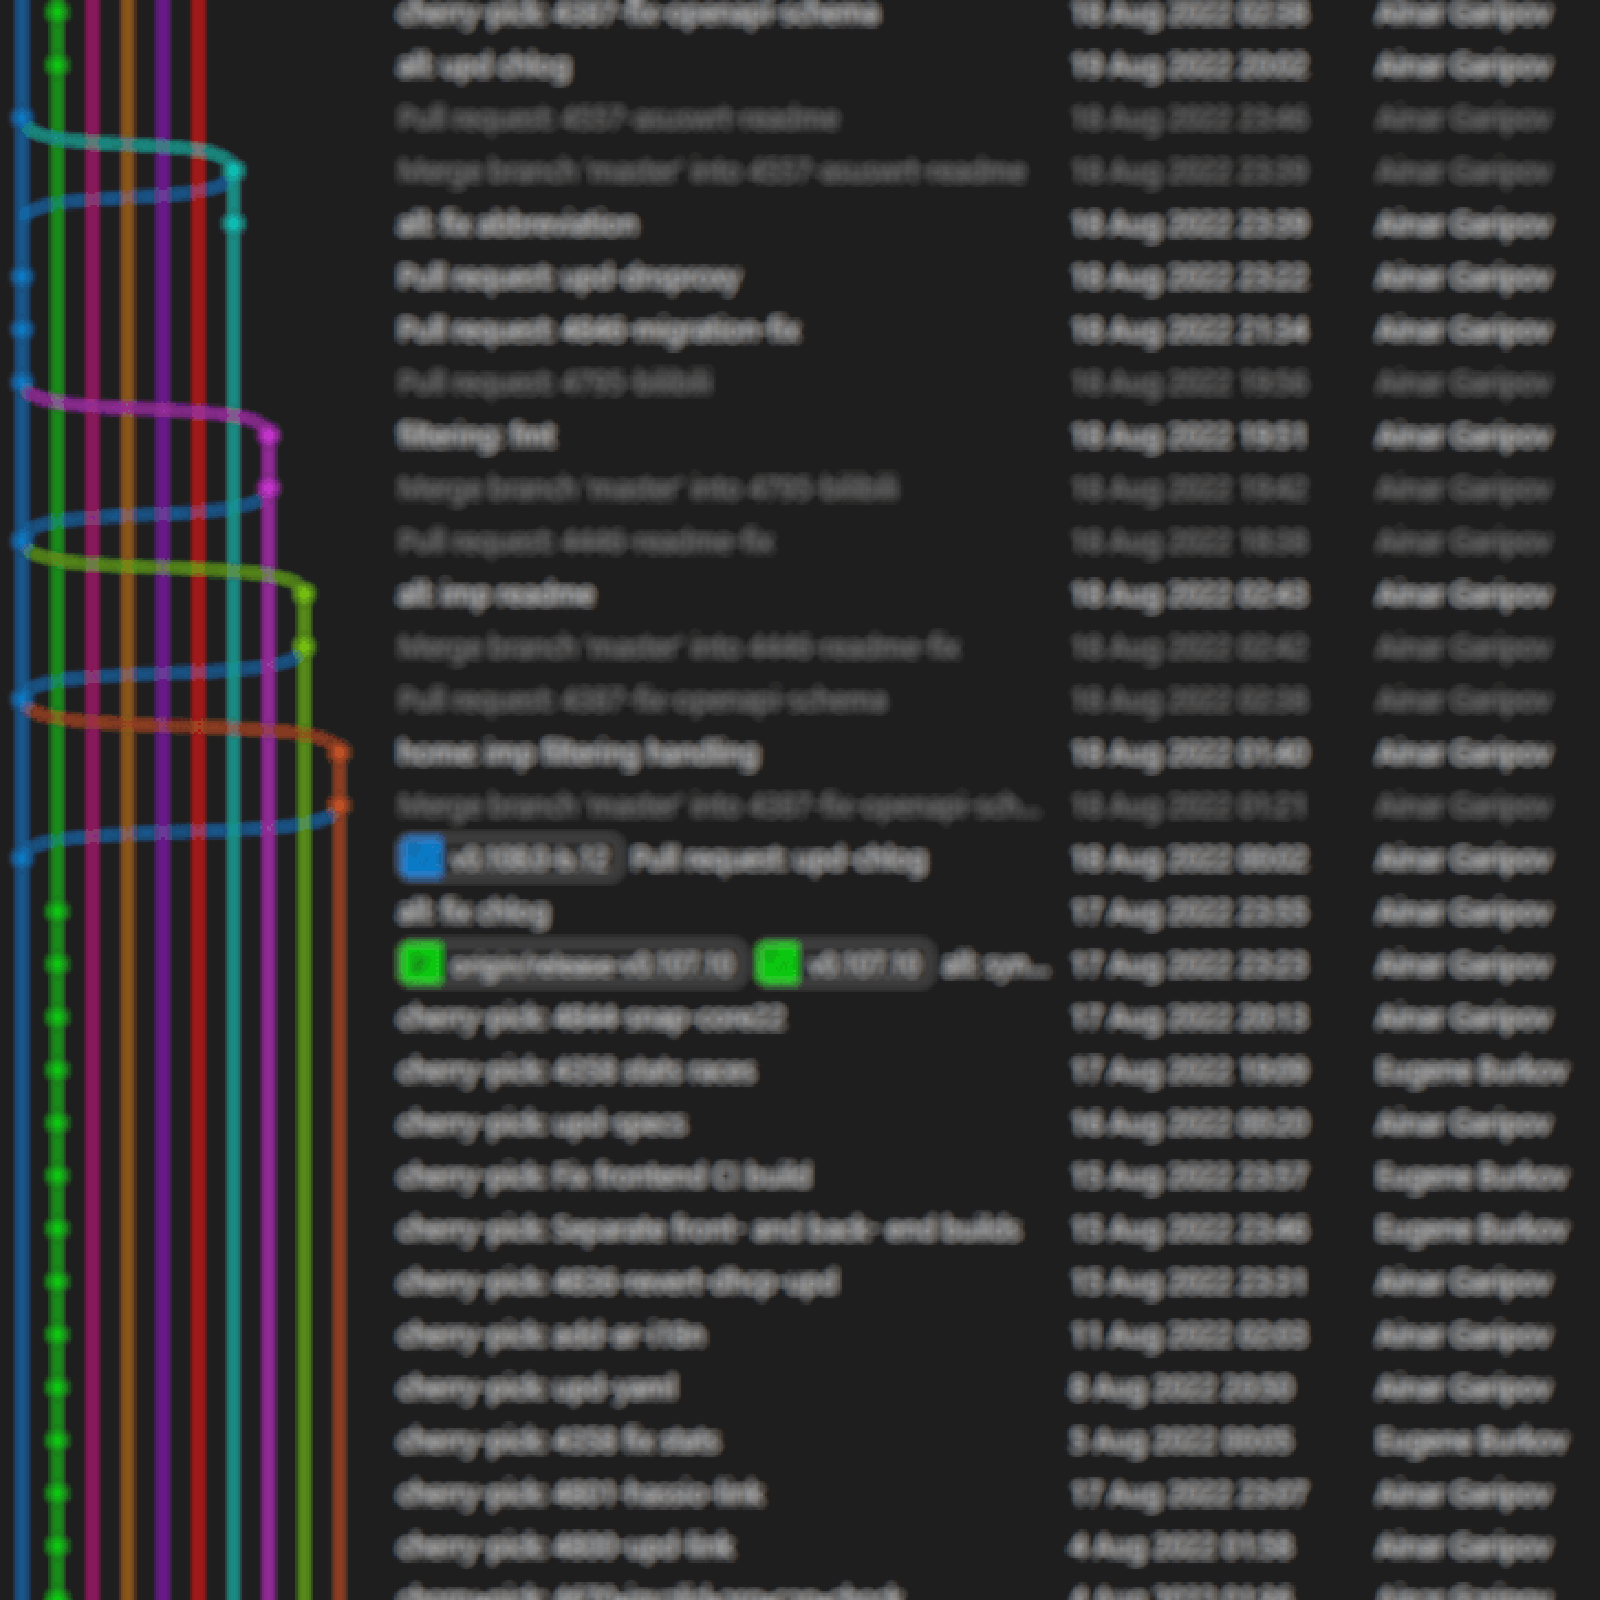 cherry-pick: 4387-fix-openapi-schema 18 Aug 2022 02:38 Ainar Garipov
all: upd chlog 19 Aug 2022 20:02 Ainar Garipov
Pull request: 4557-asuswrt-readme 18 Aug 2022 23:46 Ainar Garipov
Merge branch 'master' into 4557-asuswrt-readme 18 Aug 2022 23:39 Ainar Garipov
all: fix abbreviation 18 Aug 2022 23:39 Ainar Garipov
Pull request: upd-dnsproxy 18 Aug 2022 23:22 Ainar Garipov
Pull request: 4846-migration-fix 18 Aug 2022 21:34 Ainar Garipov
Pull request: 4795-bilibili 18 Aug 2022 19:56 Ainar Garipov
filtering: fmt 18 Aug 2022 19:51 Ainar Garipov
Merge branch 'master' into 4795-bilibili 18 Aug 2022 19:42 Ainar Garipov
Pull request: 4446-readme-fix 18 Aug 2022 18:38 Ainar Garipov
all: imp readme 18 Aug 2022 02:43 Ainar Garipov
Merge branch 'master' into 4446-readme-fix 18 Aug 2022 02:42 Ainar Garipov
Pull request: 4387-fix-openapi-schema 18 Aug 2022 02:38 Ainar Garipov
home: imp filtering handling 18 Aug 2022 01:40 Ainar Garipov
Merge branch 'master' into 4387-fix-openapi-sch… 18 Aug 2022 01:21 Ainar Garipov
Pull request: upd-chlog 18 Aug 2022 00:02 Ainar Garipov
all: fix chlog 17 Aug 2022 23:55 Ainar Garipov
origin/release-v0.107.10 v0.107.10 all: syn… 17 Aug 2022 23:23 Ainar Garipov
cherry-pick: 4844-snap-core22 17 Aug 2022 20:13 Ainar Garipov
cherry-pick: 4358 stats races 17 Aug 2022 19:09 Eugene Burkov
cherry-pick: upd-specs 16 Aug 2022 00:20 Ainar Garipov
cherry-pick: Fix frontend CI build 15 Aug 2022 23:57 Eugene Burkov
cherry-pick: Separate front- and back- end builds 15 Aug 2022 23:46 Eugene Burkov
cherry-pick: 4836-revert-dhcp-upd 15 Aug 2022 23:31 Ainar Garipov
cherry-pick: add-ar-i18n 11 Aug 2022 02:03 Ainar Garipov
cherry-pick: upd-yaml 8 Aug 2022 20:50 Ainar Garipov
cherry-pick: 4358 fix stats 5 Aug 2022 00:05 Eugene Burkov
cherry-pick: 4801-hassio-link 17 Aug 2022 23:07 Ainar Garipov
cherry-pick: upd-link 4 Aug 2022 01:58 Ainar Garipov